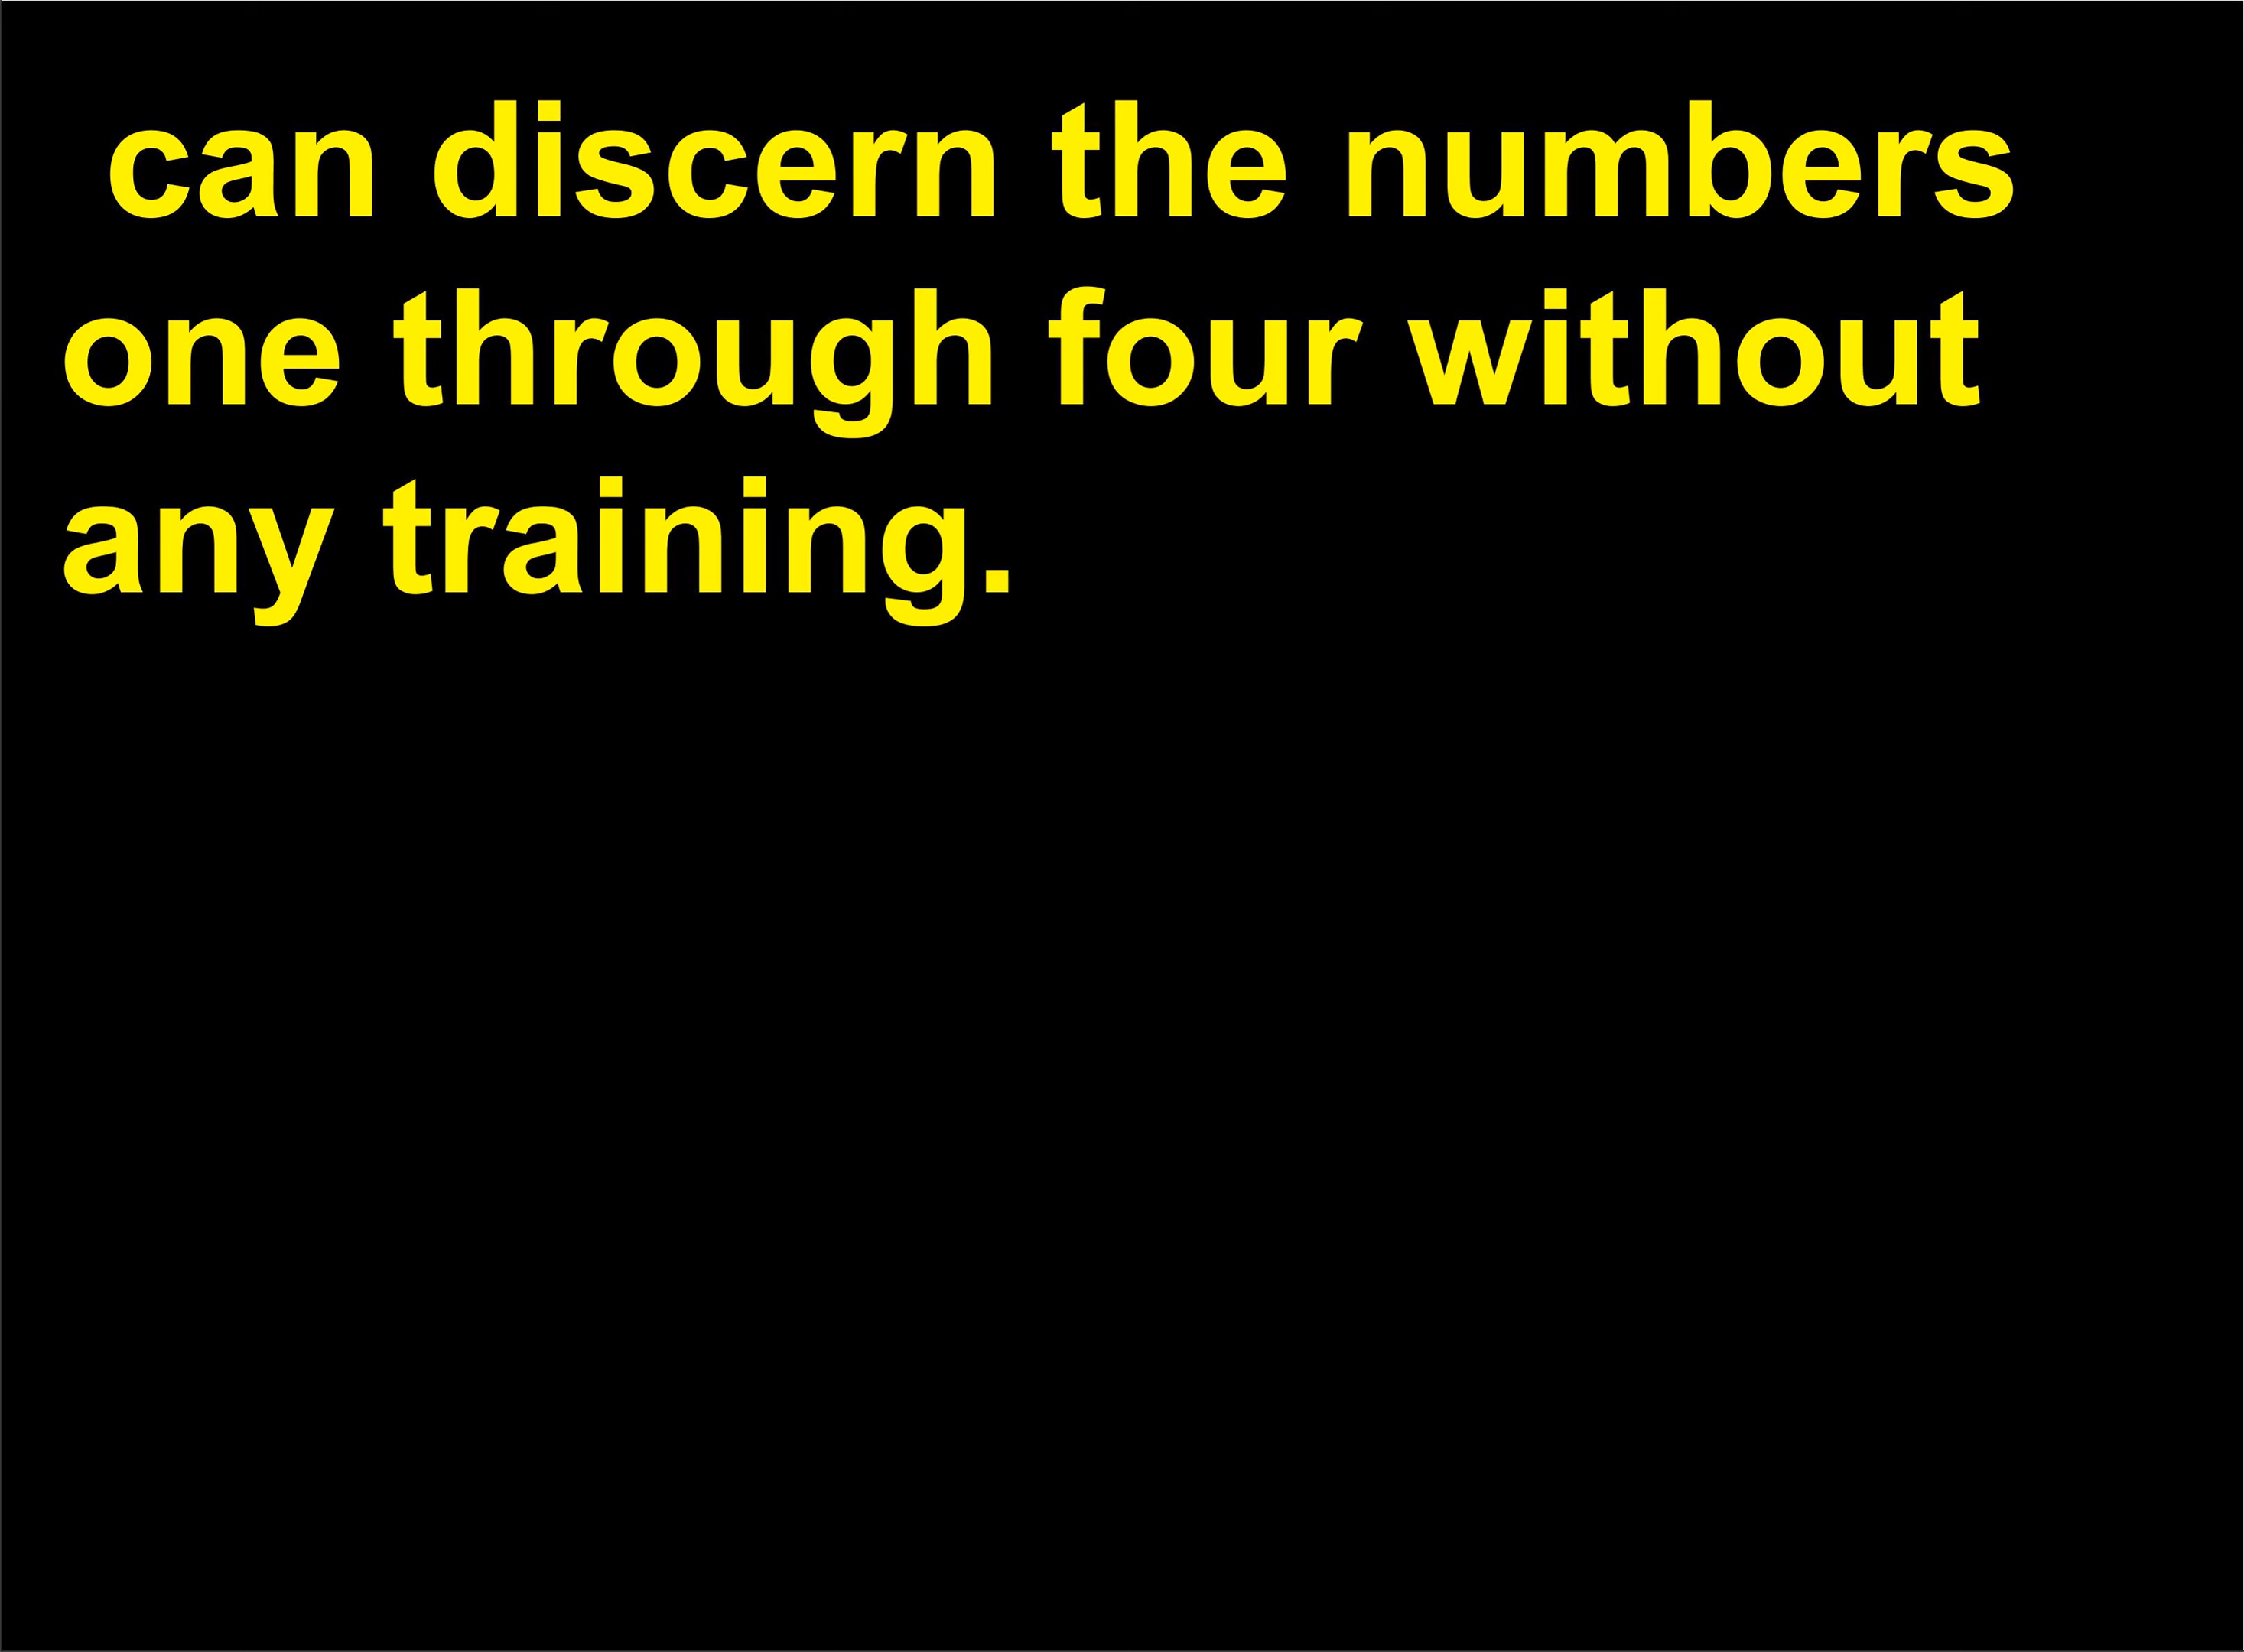 can discern the numbers
one through four without
any training.